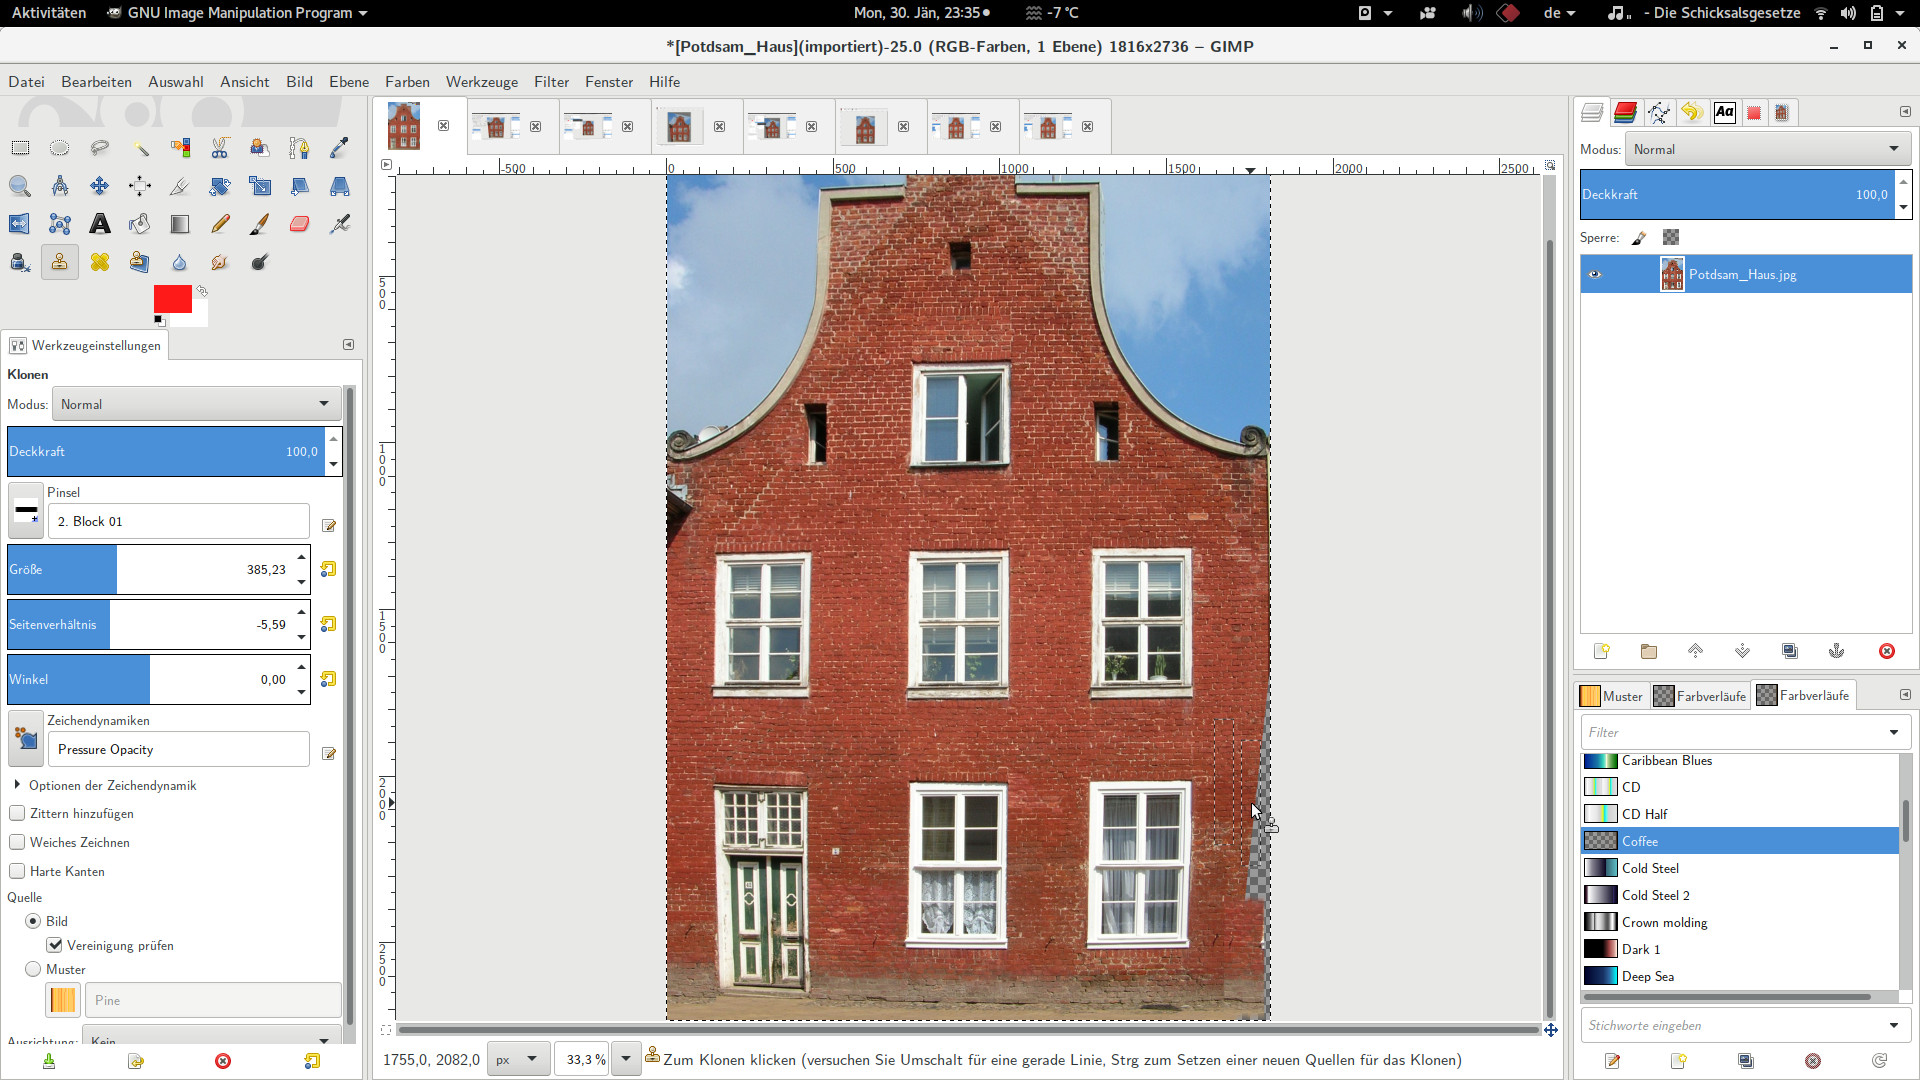 Aktivitäten GNU Image Manipulation Program Mon, 30. Jän, 23:35 -7 °C de - Die Schicksalsgesetze
*[Potdsam_Haus](importiert)-25.0 (RGB-Farben, 1 Ebene) 1816x2736 – GIMP
Datei Bearbeiten Auswahl Ansicht Bild Ebene Farben Werkzeuge Filter Fenster Hilfe
-500 0 500 1000 1500 2000 2500
500
1000
1500
2000
2500
Werkzeugeinstellungen
Klonen
Modus: Normal
Deckkraft 100,0
Pinsel
2. Block 01
Größe 385,23
Seitenverhältnis -5,59
Winkel 0,00
Zeichendynamiken
Pressure Opacity
Optionen der Zeichendynamik
Zittern hinzufügen
Weiches Zeichnen
Harte Kanten
Quelle
Bild
Vereinigung prüfen
Muster
Pine
Ausrichtung: Kein
1755,0, 2082,0 px 33,3 % Zum Klonen klicken (versuchen Sie Umschalt für eine gerade Linie, Strg zum Setzen einer neuen Quellen für das Klonen)
Aa
Modus: Normal
Deckkraft 100,0
Sperre:
Potdsam_Haus.jpg
Muster Farbverläufe Farbverläufe
Filter
Caribbean Blues
CD
CD Half
Coffee
Cold Steel
Cold Steel 2
Crown molding
Dark 1
Deep Sea
Stichworte eingeben